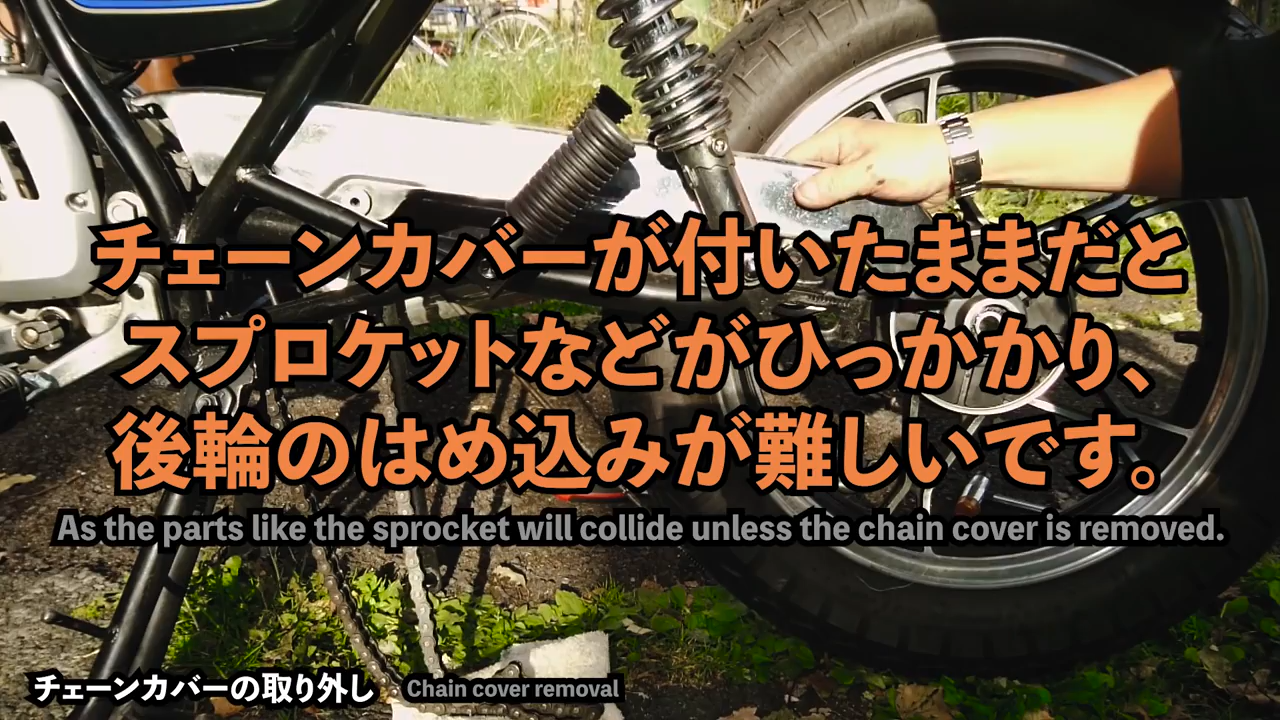 チェーンカバーが付いたままだと
スプロケットなどがひっかかり、
後輪のはめ込みが難しいです。
As the parts like the sprocket will collide unless the chain cover is removed.
チェーンカバーの取り外し
Chain cover removal